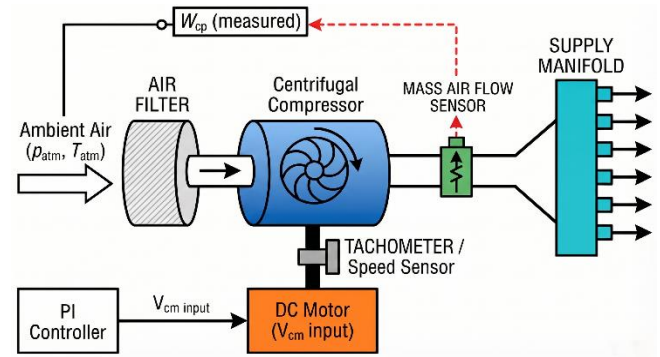 W_cp (measured)
AIR
FILTER
Centrifugal
Compressor
MASS AIR FLOW
SENSOR
SUPPLY
MANIFOLD
Ambient Air
(p_atm, T_atm)
TACHOMETER /
Speed Sensor
PI
Controller
V_cm input
DC Motor
(V_cm input)